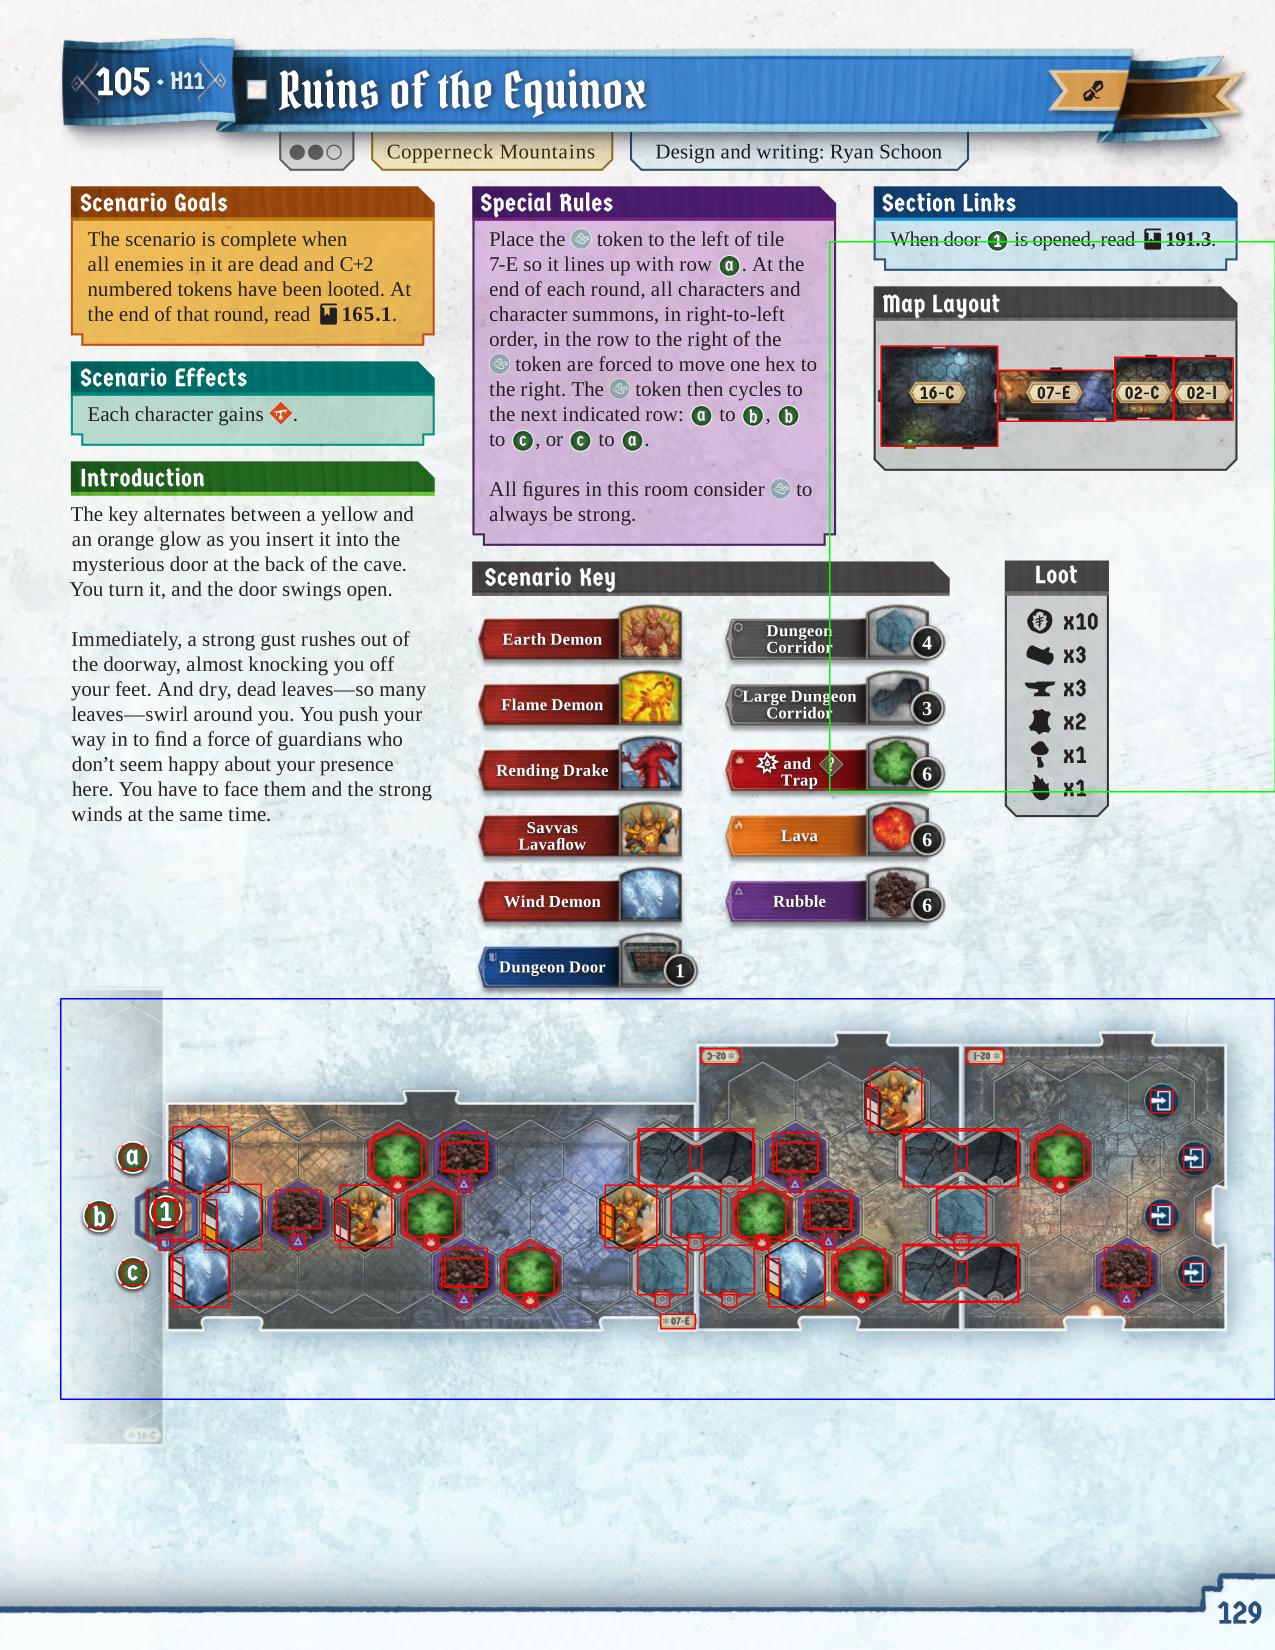 105 · H11
Ruins of the Equinox
Copperneck Mountains
Design and writing: Ryan Schoon
Scenario Goals
The scenario is complete when
all enemies in it are dead and C+2
numbered tokens have been looted. At
the end of that round, read 165.1.
Scenario Effects
Each character gains .
Introduction
The key alternates between a yellow and
an orange glow as you insert it into the
mysterious door at the back of the cave.
You turn it, and the door swings open.
Immediately, a strong gust rushes out of
the doorway, almost knocking you off
your feet. And dry, dead leaves—so many
leaves—swirl around you. You push your
way in to find a force of guardians who
don’t seem happy about your presence
here. You have to face them and the strong
winds at the same time.
Special Rules
Place the token to the left of tile
7-E so it lines up with row a. At the
end of each round, all characters and
character summons, in right-to-left
order, in the row to the right of the
token are forced to move one hex to
the right. The token then cycles to
the next indicated row: a to b, b
to c, or c to a.
All figures in this room consider to
always be strong.
Section Links
When door 1 is opened, read 191.3.
Map Layout
16-C
07-E
02-C
02-I
Scenario Key
Earth Demon
Flame Demon
Rending Drake
Savvas
Lavaflow
Wind Demon
Dungeon Door
1
Dungeon
Corridor
4
Large Dungeon
Corridor
3
and ?
Trap
6
Lava
6
Rubble
6
Loot
x10
x3
x3
x2
x1
x1
02-C
02-I
a
b
1
c
07-E
16-C
129